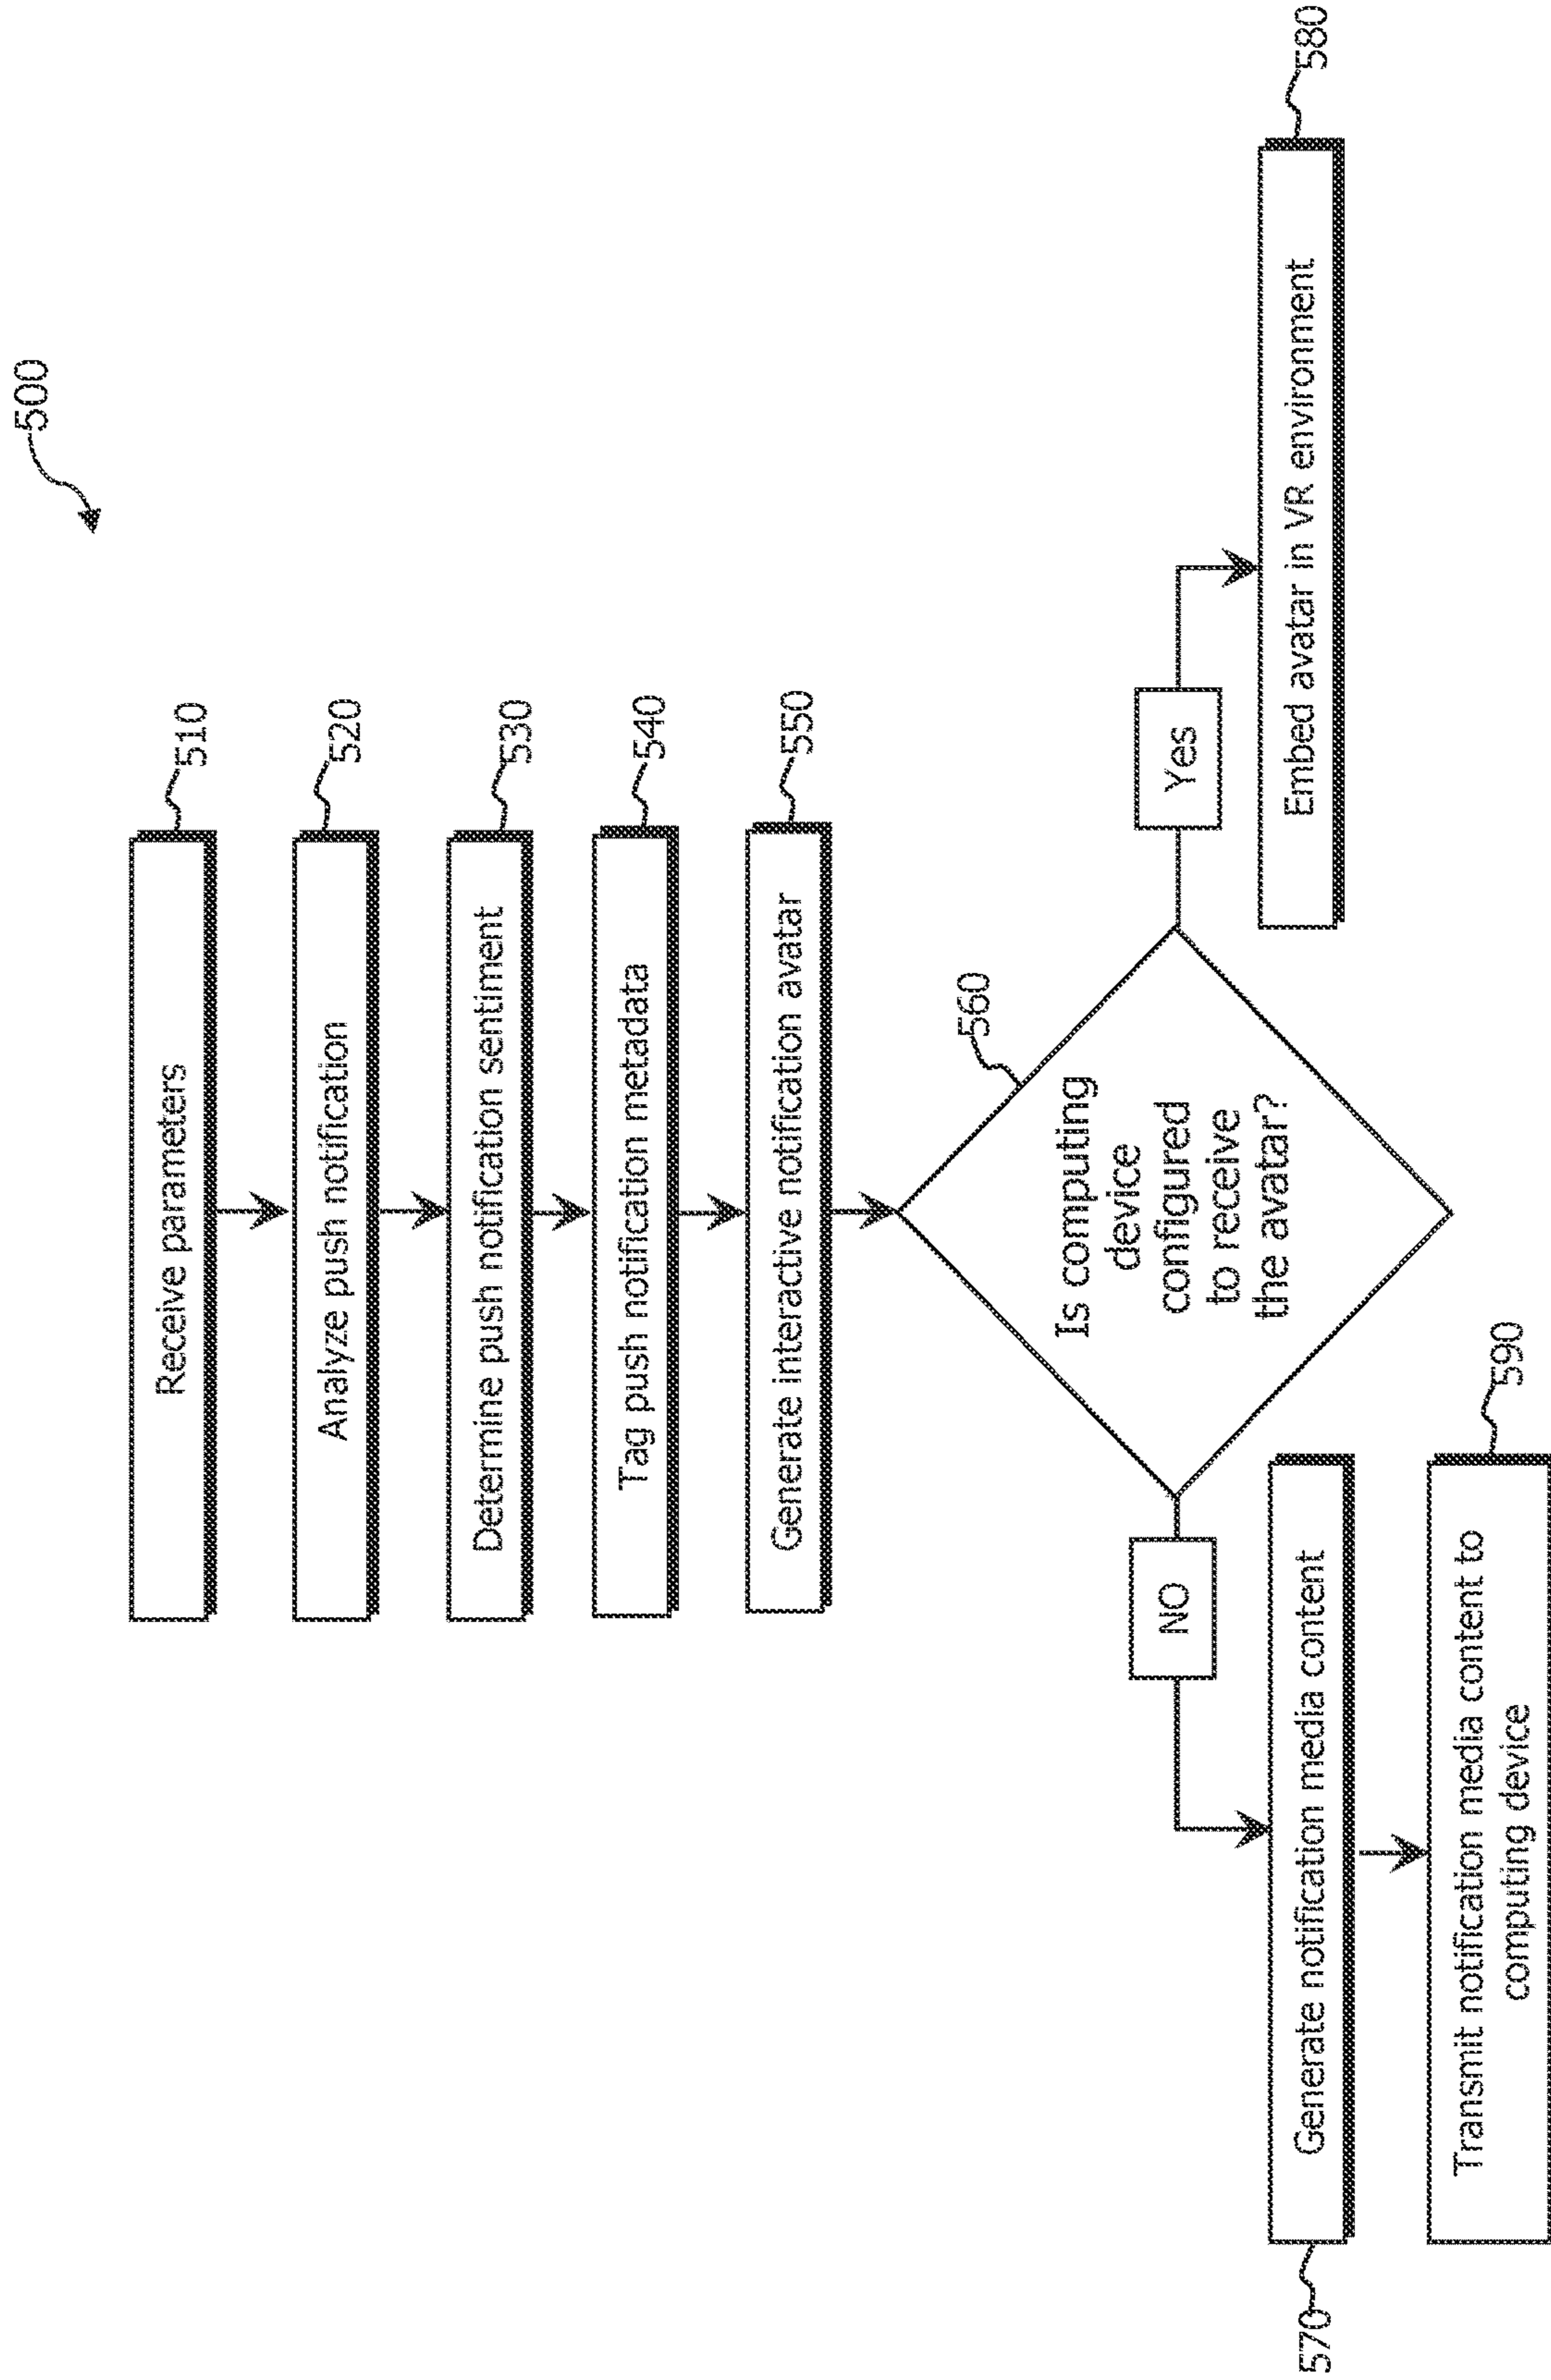 500
Receive parameters
510
Analyze push notification
520
Determine push notification sentiment
530
Tag push notification metadata
540
Generate interactive notification avatar
550
560
Is computing
device
configured
to receive
the avatar?
NO
Yes
570
Generate notification media content
Embed avatar in VR environment
580
Transmit notification media content to
computing device
590